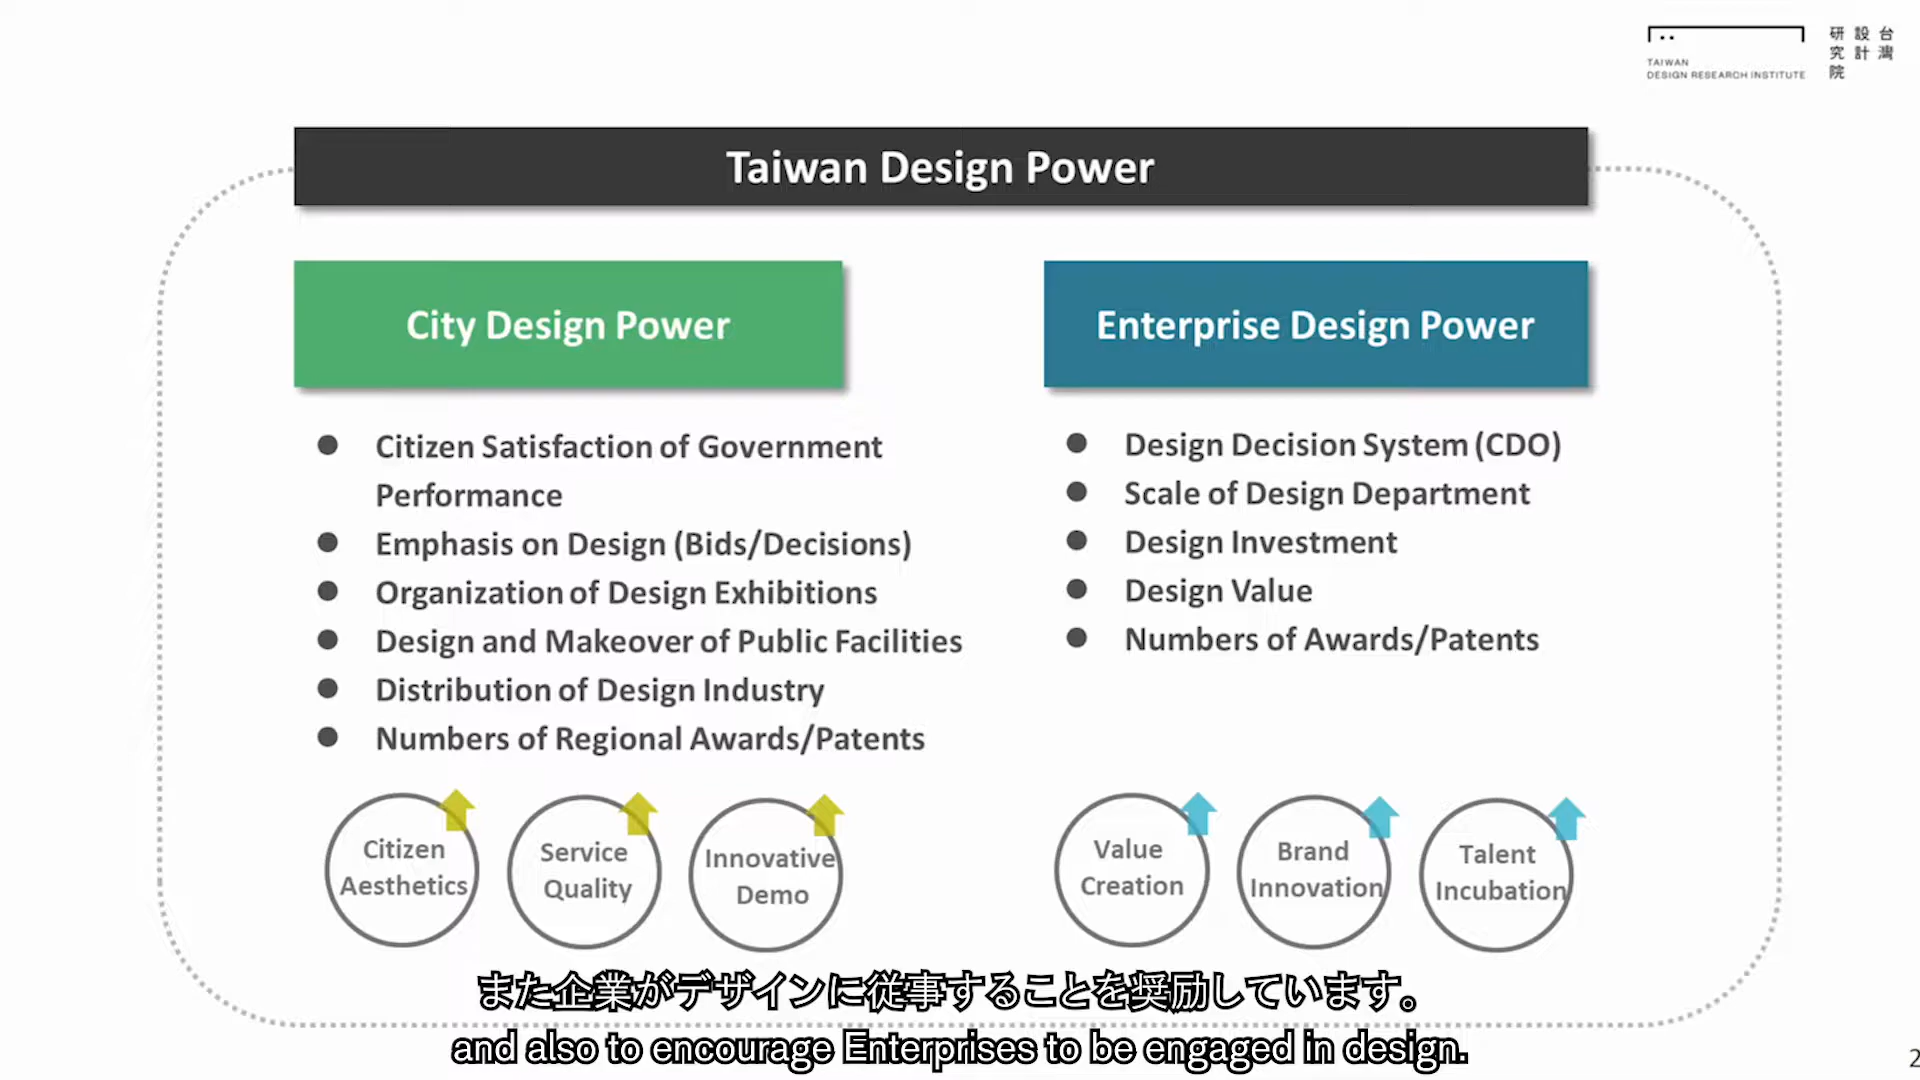 TAIWAN
DESIGN RESEARCH INSTITUTE
台灣
設計
研究院
Taiwan Design Power
City Design Power
Citizen Satisfaction of Government
Performance
Emphasis on Design (Bids/Decisions)
Organization of Design Exhibitions
Design and Makeover of Public Facilities
Distribution of Design Industry
Numbers of Regional Awards/Patents
Citizen
Aesthetics
Service
Quality
Innovative
Demo
Enterprise Design Power
Design Decision System (CDO)
Scale of Design Department
Design Investment
Design Value
Numbers of Awards/Patents
Value
Creation
Brand
Innovation
Talent
Incubation
また企業がデザインに従事することを奨励しています。
and also to encourage Enterprises to be engaged in design.